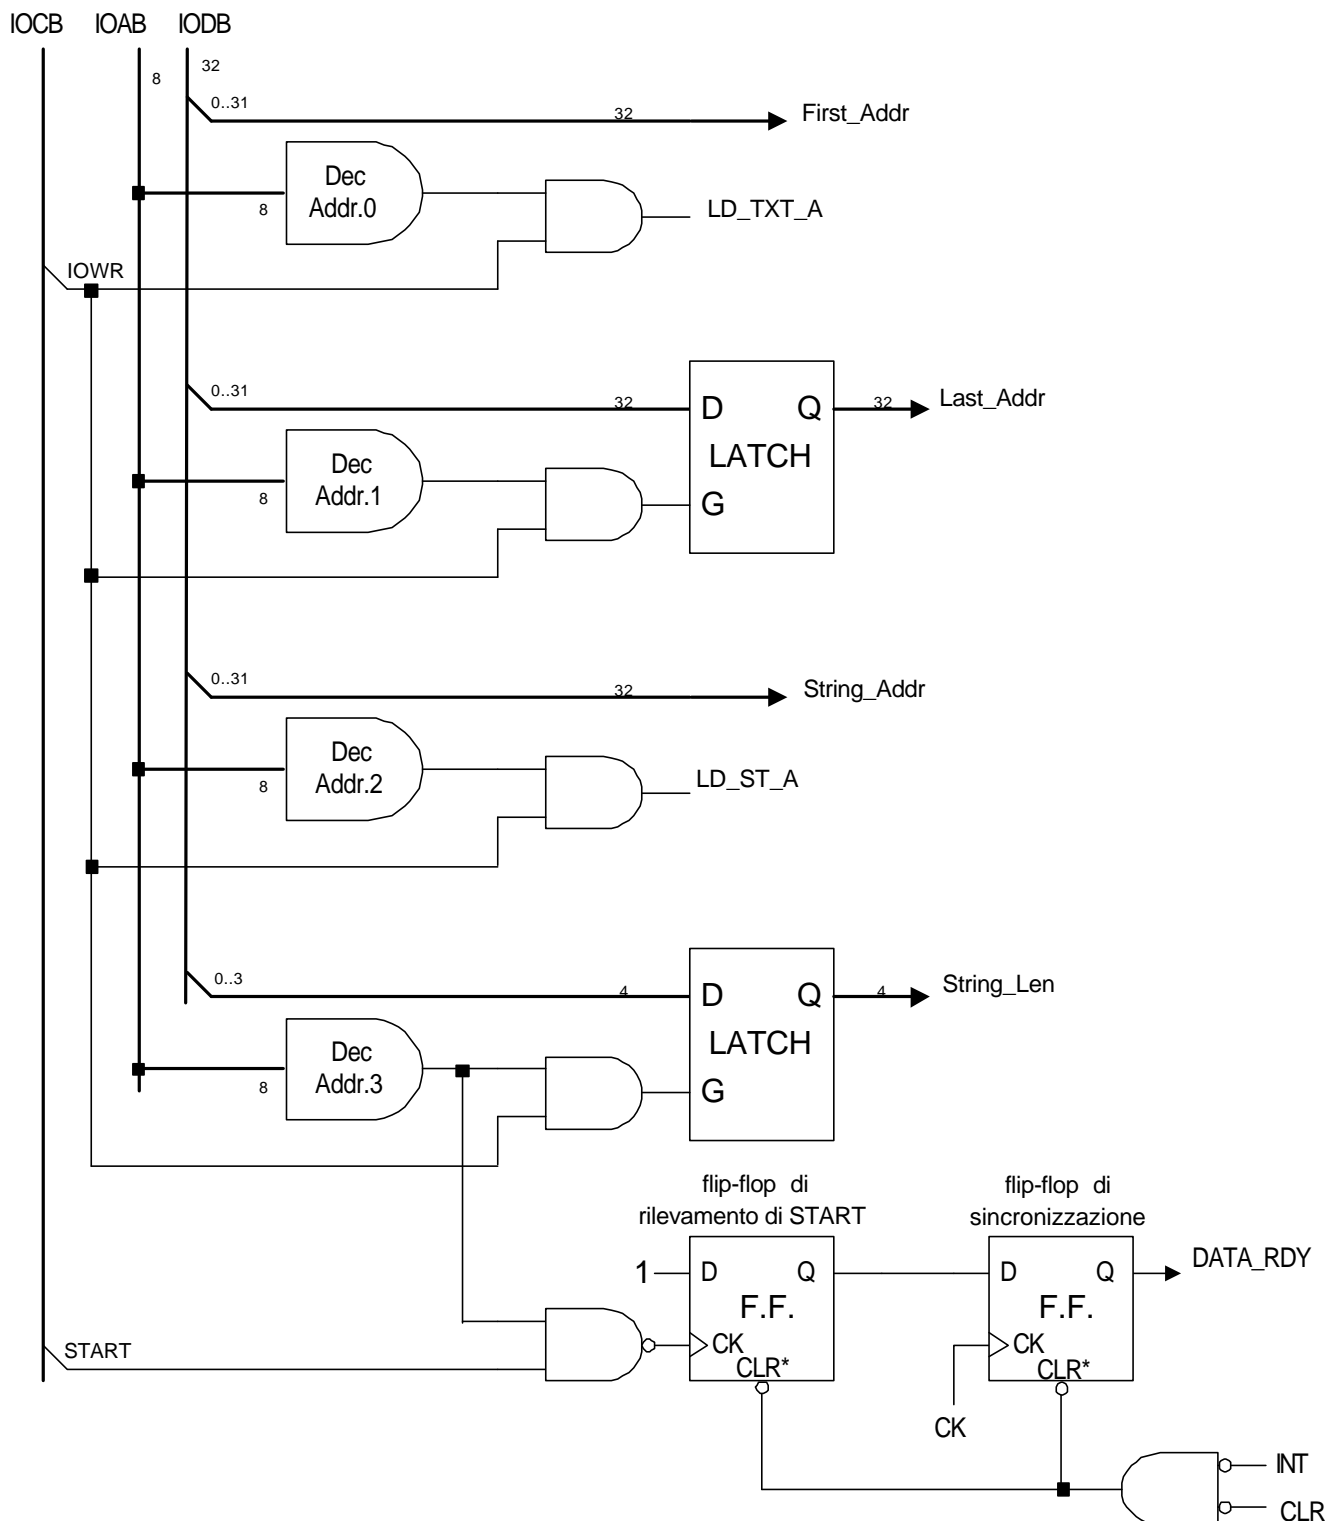 IOCB IOAB IODB
8
32
0..31
32
First_Addr
Dec
Addr.0
8
LD_TXT_A
IOWR
0..31
32
D Q
LATCH
G
32
Last_Addr
Dec
Addr.1
8
0..31
32
String_Addr
Dec
Addr.2
8
LD_ST_A
0..3
4
D Q
LATCH
G
4
String_Len
Dec
Addr.3
8
flip-flop di
rilevamento di START
flip-flop di
sincronizzazione
1
D Q
F.F.
CK
CLR*
D Q
F.F.
CK
CLR*
DATA_RDY
START
CK
INT
CLR